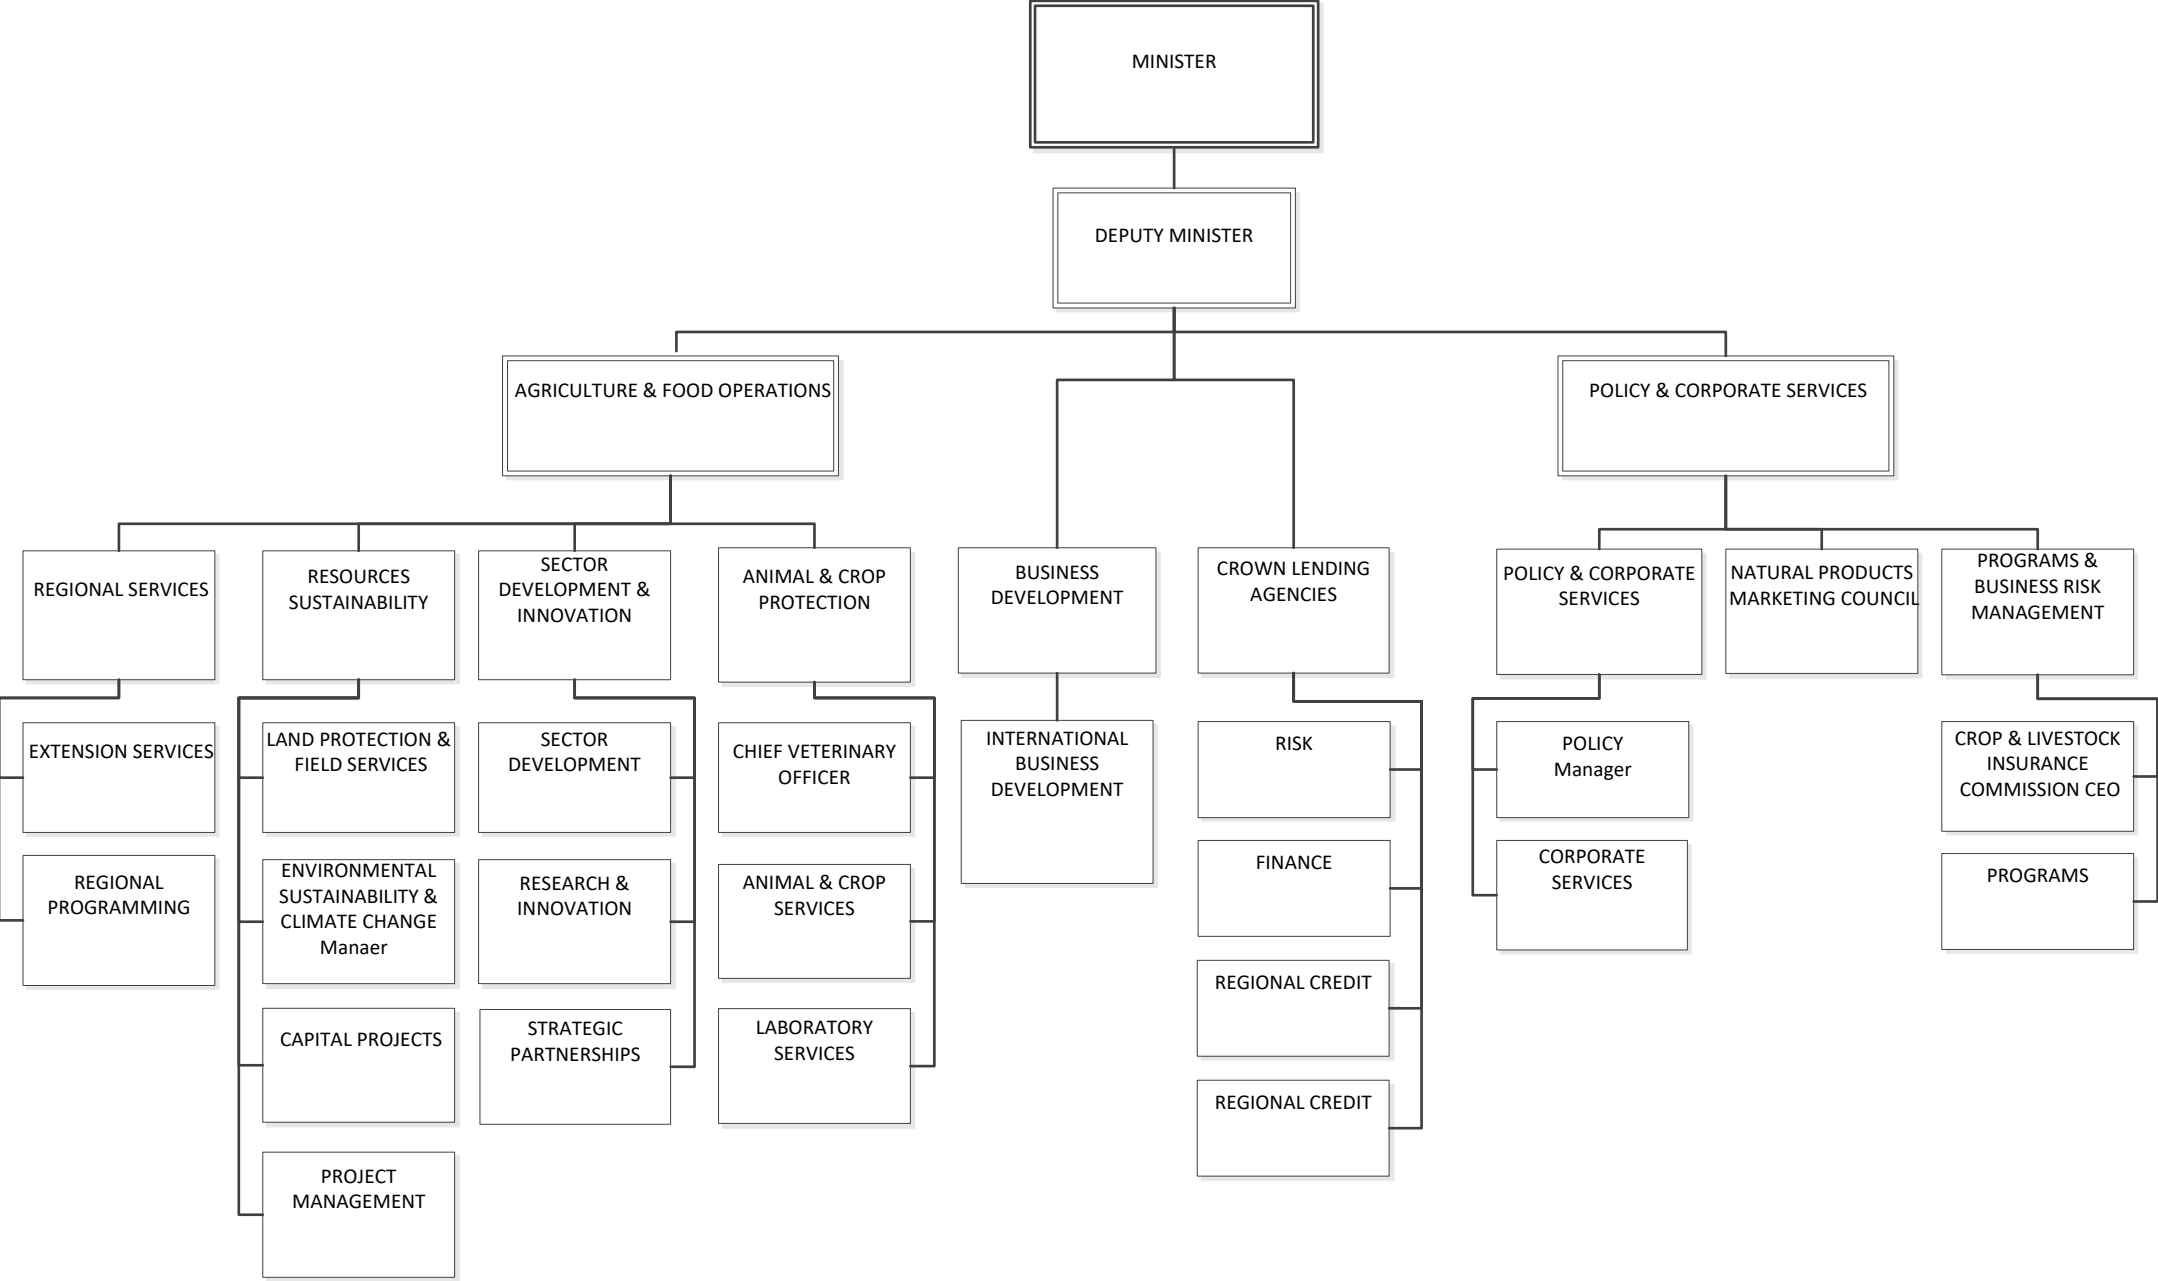 MINISTER
DEPUTY MINISTER
AGRICULTURE & FOOD OPERATIONS
POLICY & CORPORATE SERVICES
REGIONAL SERVICES
RESOURCES
SUSTAINABILITY
SECTOR
DEVELOPMENT &
INNOVATION
ANIMAL & CROP
PROTECTION
BUSINESS
DEVELOPMENT
CROWN LENDING
AGENCIES
POLICY & CORPORATE
SERVICES
NATURAL PRODUCTS
MARKETING COUNCIL
PROGRAMS &
BUSINESS RISK
MANAGEMENT
EXTENSION SERVICES
LAND PROTECTION &
FIELD SERVICES
SECTOR
DEVELOPMENT
CHIEF VETERINARY
OFFICER
INTERNATIONAL
BUSINESS
DEVELOPMENT
RISK
POLICY
Manager
CROP & LIVESTOCK
INSURANCE
COMMISSION CEO
REGIONAL
PROGRAMMING
ENVIRONMENTAL
SUSTAINABILITY &
CLIMATE CHANGE
Manaer
RESEARCH &
INNOVATION
ANIMAL & CROP
SERVICES
FINANCE
CORPORATE
SERVICES
PROGRAMS
CAPITAL PROJECTS
STRATEGIC
PARTNERSHIPS
LABORATORY
SERVICES
REGIONAL CREDIT
REGIONAL CREDIT
PROJECT
MANAGEMENT